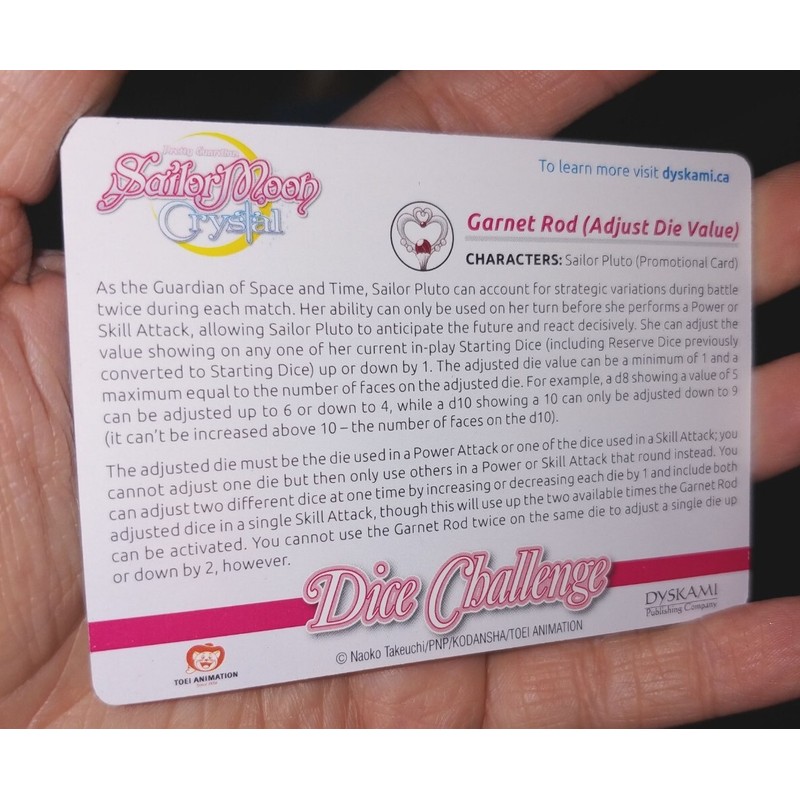 Pretty Guardian
Sailor Moon
Crystal
To learn more visit dyskami.ca
Garnet Rod (Adjust Die Value)
CHARACTERS: Sailor Pluto (Promotional Card)
As the Guardian of Space and Time, Sailor Pluto can account for strategic variations during battle
twice during each match. Her ability can only be used on her turn before she performs a Power or
Skill Attack, allowing Sailor Pluto to anticipate the future and react decisively. She can adjust the
value showing on any one of her current in-play Starting Dice (including Reserve Dice previously
converted to Starting Dice) up or down by 1. The adjusted die value can be a minimum of 1 and a
maximum equal to the number of faces on the adjusted die. For example, a d8 showing a value of 5
can be adjusted up to 6 or down to 4, while a d10 showing a 10 can only be adjusted down to 9
(it can't be increased above 10 – the number of faces on the d10).
The adjusted die must be the die used in a Power Attack or one of the dice used in a Skill Attack; you
cannot adjust one die but then only use others in a Power or Skill Attack that round instead. You
can adjust two different dice at one time by increasing or decreasing each die by 1 and include both
adjusted dice in a single Skill Attack, though this will use up the two available times the Garnet Rod
can be activated. You cannot use the Garnet Rod twice on the same die to adjust a single die up
or down by 2, however.
Dice Challenge
DYSKAMI
Publishing Company
TOEI ANIMATION
© Naoko Takeuchi/PNP/KODANSHA/TOEI ANIMATION